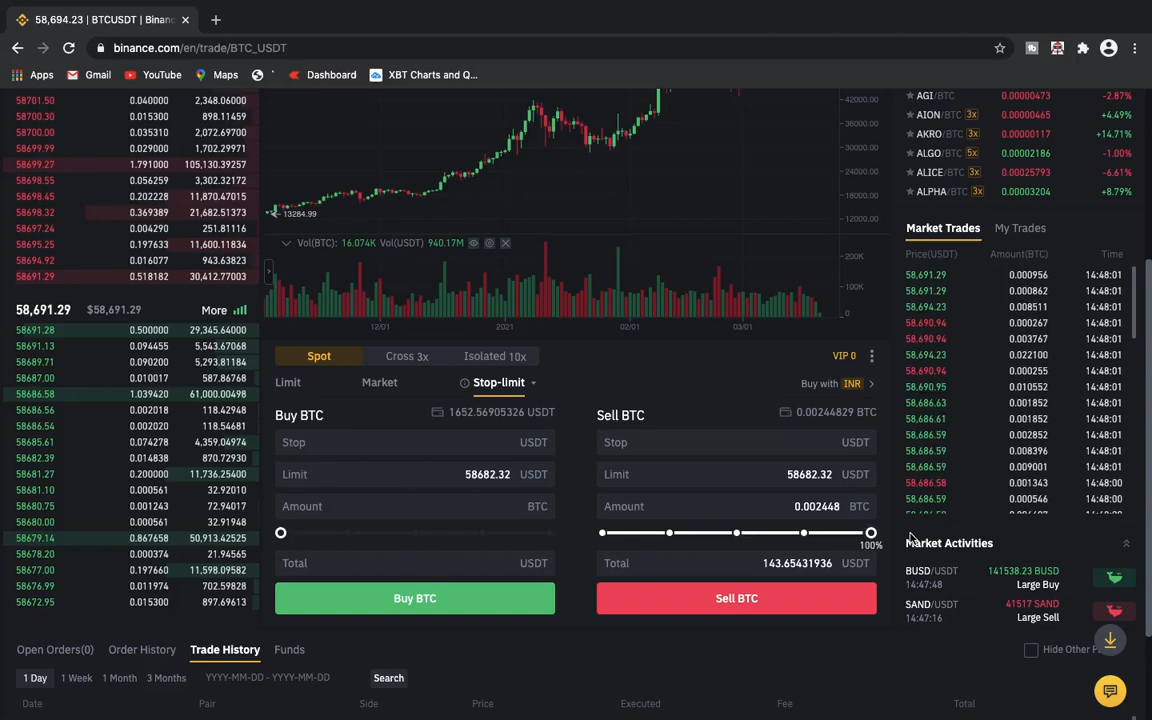 58,694.23 | BTCUSDT | Binanc
binance.com/en/trade/BTC_USDT
Apps Gmail YouTube Maps Dashboard XBT Charts and Q...
58701.50 0.040000 2,348.06000
58700.30 0.015300 898.11459
58700.00 0.035310 2,072.69700
58699.99 0.029000 1,702.29971
58699.27 1.791000 105,130.39257
58698.55 0.056259 3,302.32172
58698.45 0.202228 11,870.47015
58698.32 0.369389 21,682.51373
58697.24 0.004290 251.81116
58695.25 0.197633 11,600.11834
58694.92 0.016077 943.63823
58691.29 0.518182 30,412.77003
58,691.29 $58,691.29 More
58691.28 0.500000 29,345.64000
58691.13 0.094455 5,543.67068
58689.71 0.090200 5,293.81184
58687.00 0.010017 587.86768
58686.58 1.039420 61,000.00498
58686.56 0.002018 118.42948
58686.54 0.002020 118.54681
58685.61 0.074278 4,359.04974
58682.39 0.014838 870.72930
58681.27 0.200000 11,736.25400
58681.10 0.000561 32.92010
58680.75 0.001243 72.94017
58680.00 0.000561 32.91948
58679.14 0.867658 50,913.42525
58678.20 0.000374 21.94565
58677.00 0.197660 11,598.09582
58676.99 0.011974 702.59828
58672.95 0.015300 897.69613
42000.00
36000.00
30000.00
24000.00
18000.00
12000.00
13284.99
Vol(BTC): 16.074K Vol(USDT) 940.17M
200K
100K
0
12/01 2021 02/01 03/01
Spot Cross 3x Isolated 10x VIP 0
Limit Market Stop-limit Buy with INR
Buy BTC 1652.56905326 USDT
Stop USDT
Limit 58682.32 USDT
Amount BTC
Total USDT
Buy BTC
Sell BTC 0.00244829 BTC
Stop USDT
Limit 58682.32 USDT
Amount 0.002448 BTC
100%
Total 143.65431936 USDT
Sell BTC
AGI/BTC 0.00000473 -2.87%
AION/BTC 3x 0.00000465 +4.49%
AKRO/BTC 3x 0.00000117 +14.71%
ALGO/BTC 5x 0.00002186 -1.00%
ALICE/BTC 3x 0.00025793 -6.61%
ALPHA/BTC 3x 0.00003204 +8.79%
Market Trades My Trades
Price(USDT) Amount(BTC) Time
58,691.29 0.000956 14:48:01
58,691.29 0.000862 14:48:01
58,694.23 0.008511 14:48:01
58,690.94 0.000267 14:48:01
58,690.94 0.003767 14:48:01
58,694.23 0.022100 14:48:01
58,690.94 0.000255 14:48:01
58,690.95 0.010552 14:48:01
58,686.63 0.001852 14:48:01
58,686.61 0.001852 14:48:01
58,686.59 0.002852 14:48:01
58,686.59 0.008396 14:48:01
58,686.59 0.009001 14:48:01
58,686.58 0.001343 14:48:00
58,686.59 0.000546 14:48:00
Market Activities
BUSD/USDT 141538.23 BUSD
14:47:48 Large Buy
SAND/USDT 41517 SAND
14:47:16 Large Sell
Open Orders(0) Order History Trade History Funds Hide Other P
1 Day 1 Week 1 Month 3 Months YYYY-MM-DD - YYYY-MM-DD Search
Date Pair Side Price Executed Fee Total